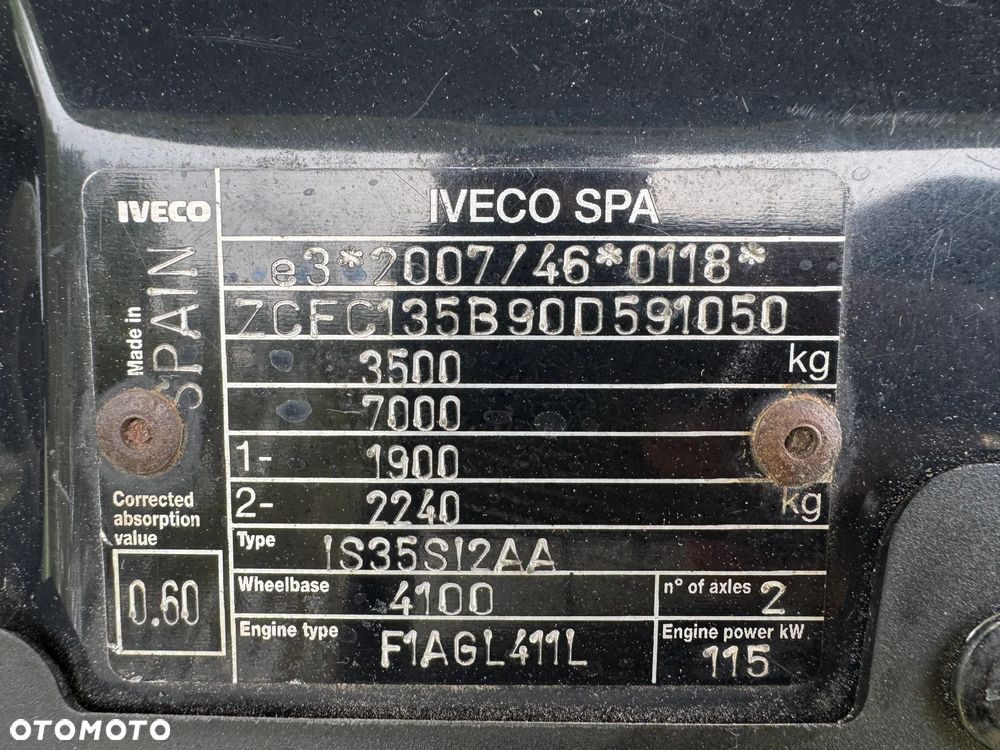 IVECO
IVECO SPA
Made in
SPAIN
e3*2007/46*0118*
ZCFC135B90D591050
3500 kg
7000
1- 1900
2- 2240 kg
Corrected
absorption
value
0.60
Type IS35SI2AA
Wheelbase 4100
n° of axles 2
Engine type F1AGL411L
Engine power kW
115
OTOMOTO